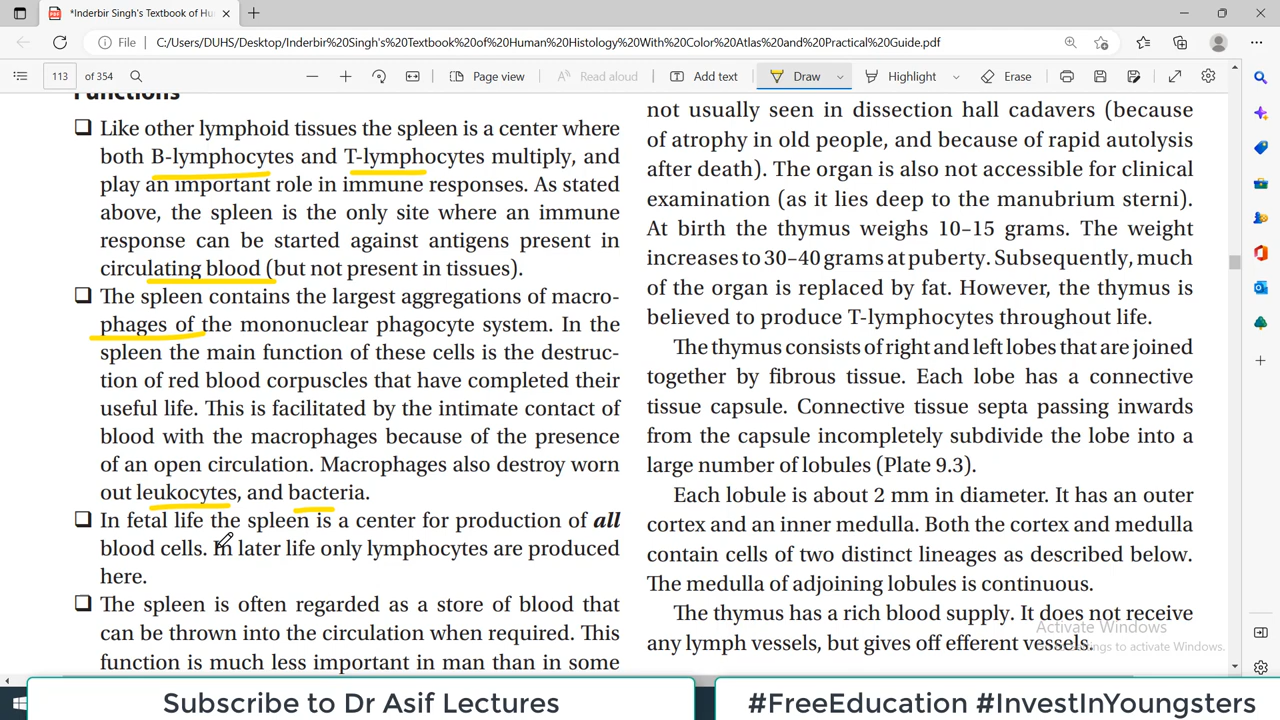 *Inderbir Singh's Textbook of Hu
File
C:/Users/DUHS/Desktop/Inderbir%20Singh's%20Textbook%20of%20Human%20Histology%20With%20Color%20Atlas%20and%20Practical%20Guide.pdf
113 of 354
Page view
Read aloud
Add text
Draw
Highlight
Erase
Functions
Like other lymphoid tissues the spleen is a center where
both B-lymphocytes and T-lymphocytes multiply, and
play an important role in immune responses. As stated
above, the spleen is the only site where an immune
response can be started against antigens present in
circulating blood (but not present in tissues).
The spleen contains the largest aggregations of macro-
phages of the mononuclear phagocyte system. In the
spleen the main function of these cells is the destruc-
tion of red blood corpuscles that have completed their
useful life. This is facilitated by the intimate contact of
blood with the macrophages because of the presence
of an open circulation. Macrophages also destroy worn
out leukocytes, and bacteria.
In fetal life the spleen is a center for production of all
blood cells. In later life only lymphocytes are produced
here.
The spleen is often regarded as a store of blood that
can be thrown into the circulation when required. This
function is much less important in man than in some
not usually seen in dissection hall cadavers (because
of atrophy in old people, and because of rapid autolysis
after death). The organ is also not accessible for clinical
examination (as it lies deep to the manubrium sterni).
At birth the thymus weighs 10–15 grams. The weight
increases to 30–40 grams at puberty. Subsequently, much
of the organ is replaced by fat. However, the thymus is
believed to produce T-lymphocytes throughout life.
The thymus consists of right and left lobes that are joined
together by fibrous tissue. Each lobe has a connective
tissue capsule. Connective tissue septa passing inwards
from the capsule incompletely subdivide the lobe into a
large number of lobules (Plate 9.3).
Each lobule is about 2 mm in diameter. It has an outer
cortex and an inner medulla. Both the cortex and medulla
contain cells of two distinct lineages as described below.
The medulla of adjoining lobules is continuous.
The thymus has a rich blood supply. It does not receive
any lymph vessels, but gives off efferent vessels.
Activate Windows
to activate Windows.
Subscribe to Dr Asif Lectures
#FreeEducation #InvestInYoungsters